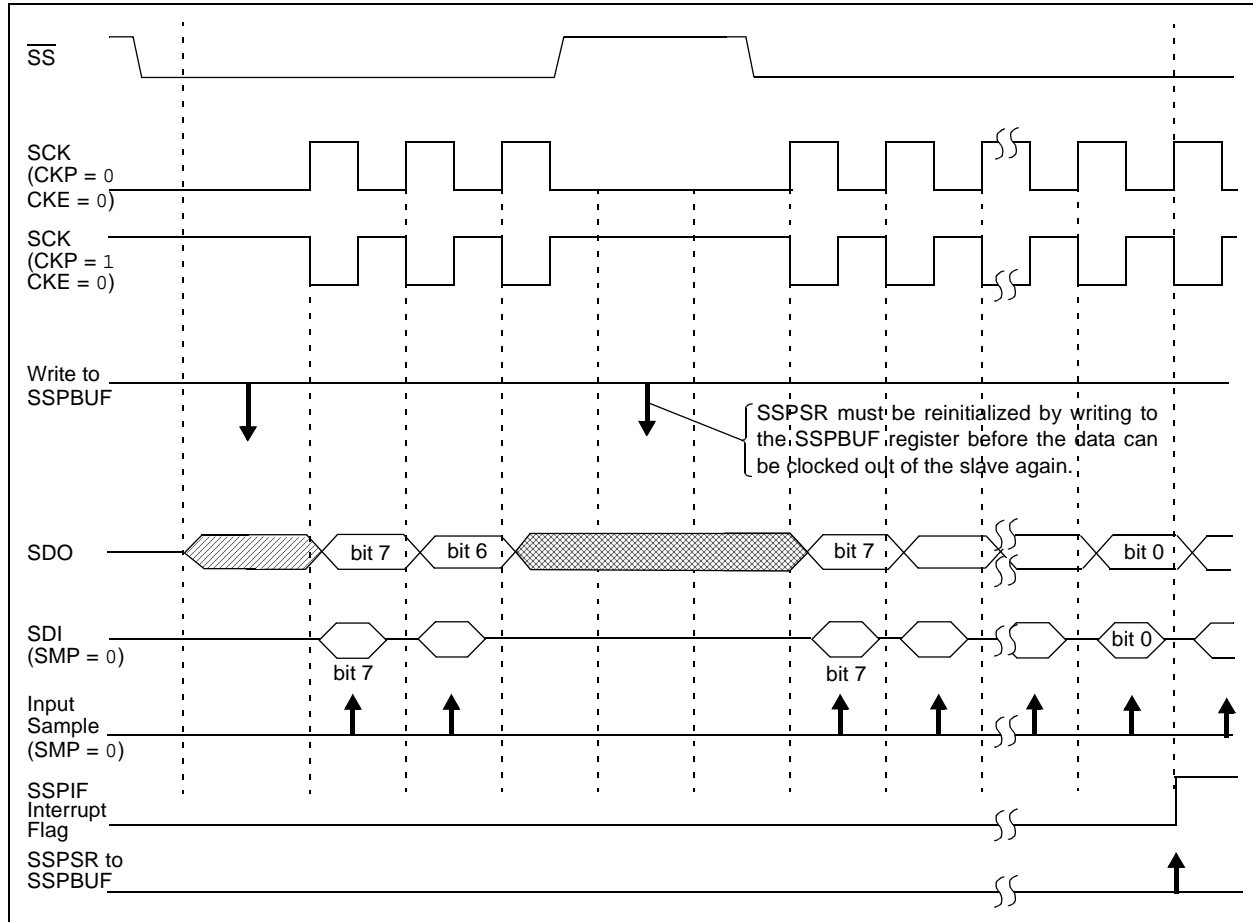 SS
SCK
(CKP = 0
CKE = 0)
SCK
(CKP = 1
CKE = 0)
Write to
SSPBUF
SSPSR must be reinitialized by writing to
the SSPBUF register before the data can
be clocked out of the slave again.
SDO
bit 7
bit 6
bit 7
bit 0
SDI
(SMP = 0)
bit 7
bit 7
bit 0
Input
Sample
(SMP = 0)
SSPIF
Interrupt
Flag
SSPSR to
SSPBUF